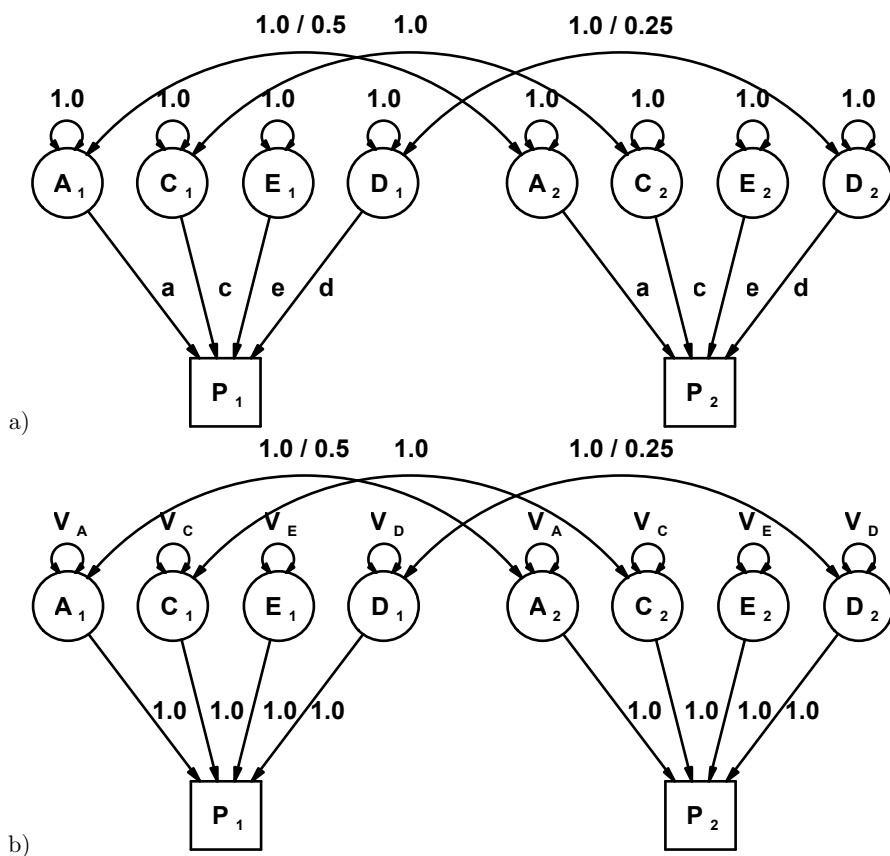 1.0 / 0.5 1.0 1.0 / 0.25
1.0 1.0 1.0 1.0 1.0 1.0 1.0 1.0
A 1 C 1 E 1 D 1 A 2 C 2 E 2 D 2
a c e d a c e d
P 1 P 2
a)
1.0 / 0.5 1.0 1.0 / 0.25
V A V C V E V D V A V C V E V D
A 1 C 1 E 1 D 1 A 2 C 2 E 2 D 2
1.0 1.0 1.0 1.0 1.0 1.0 1.0 1.0
P 1 P 2
b)